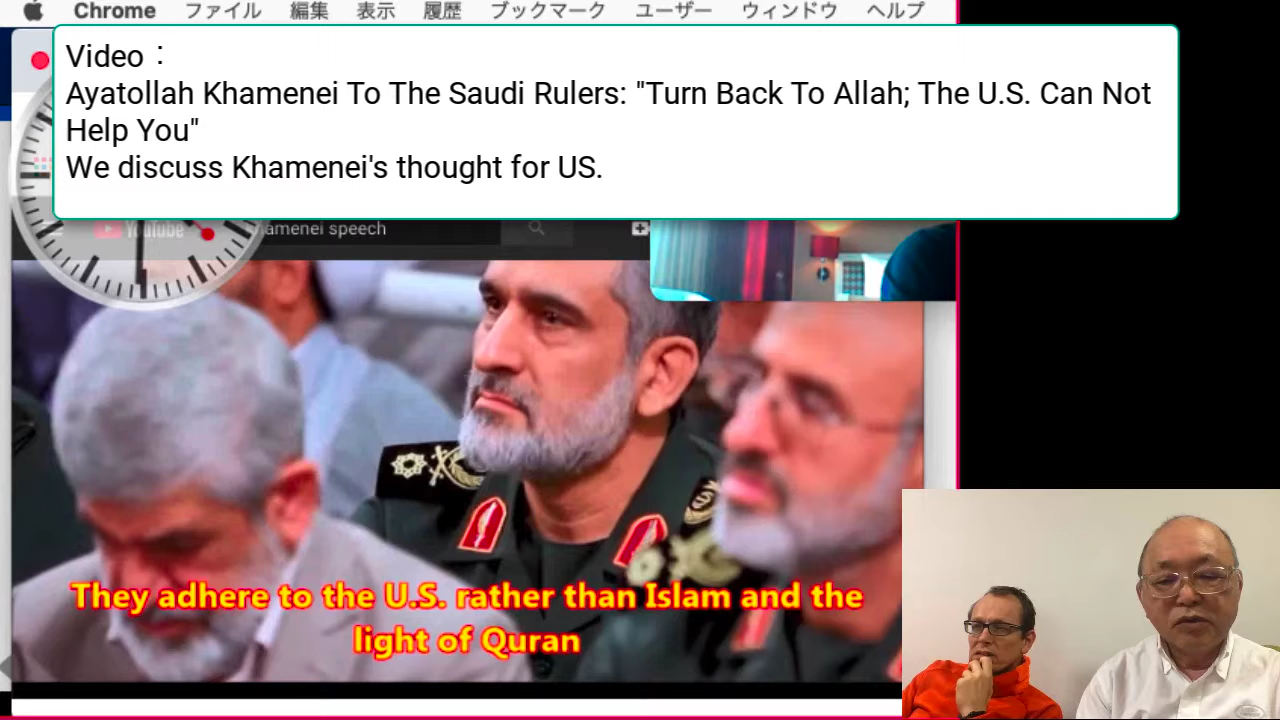 Chrome ファイル 編集 表示 履歴 ブックマーク ユーザー ウィンドウ ヘルプ
Video：
Ayatollah Khamenei To The Saudi Rulers: "Turn Back To Allah; The U.S. Can Not
Help You"
We discuss Khamenei's thought for US.
YouTube hamenei speech
They adhere to the U.S. rather than Islam and the
light of Quran